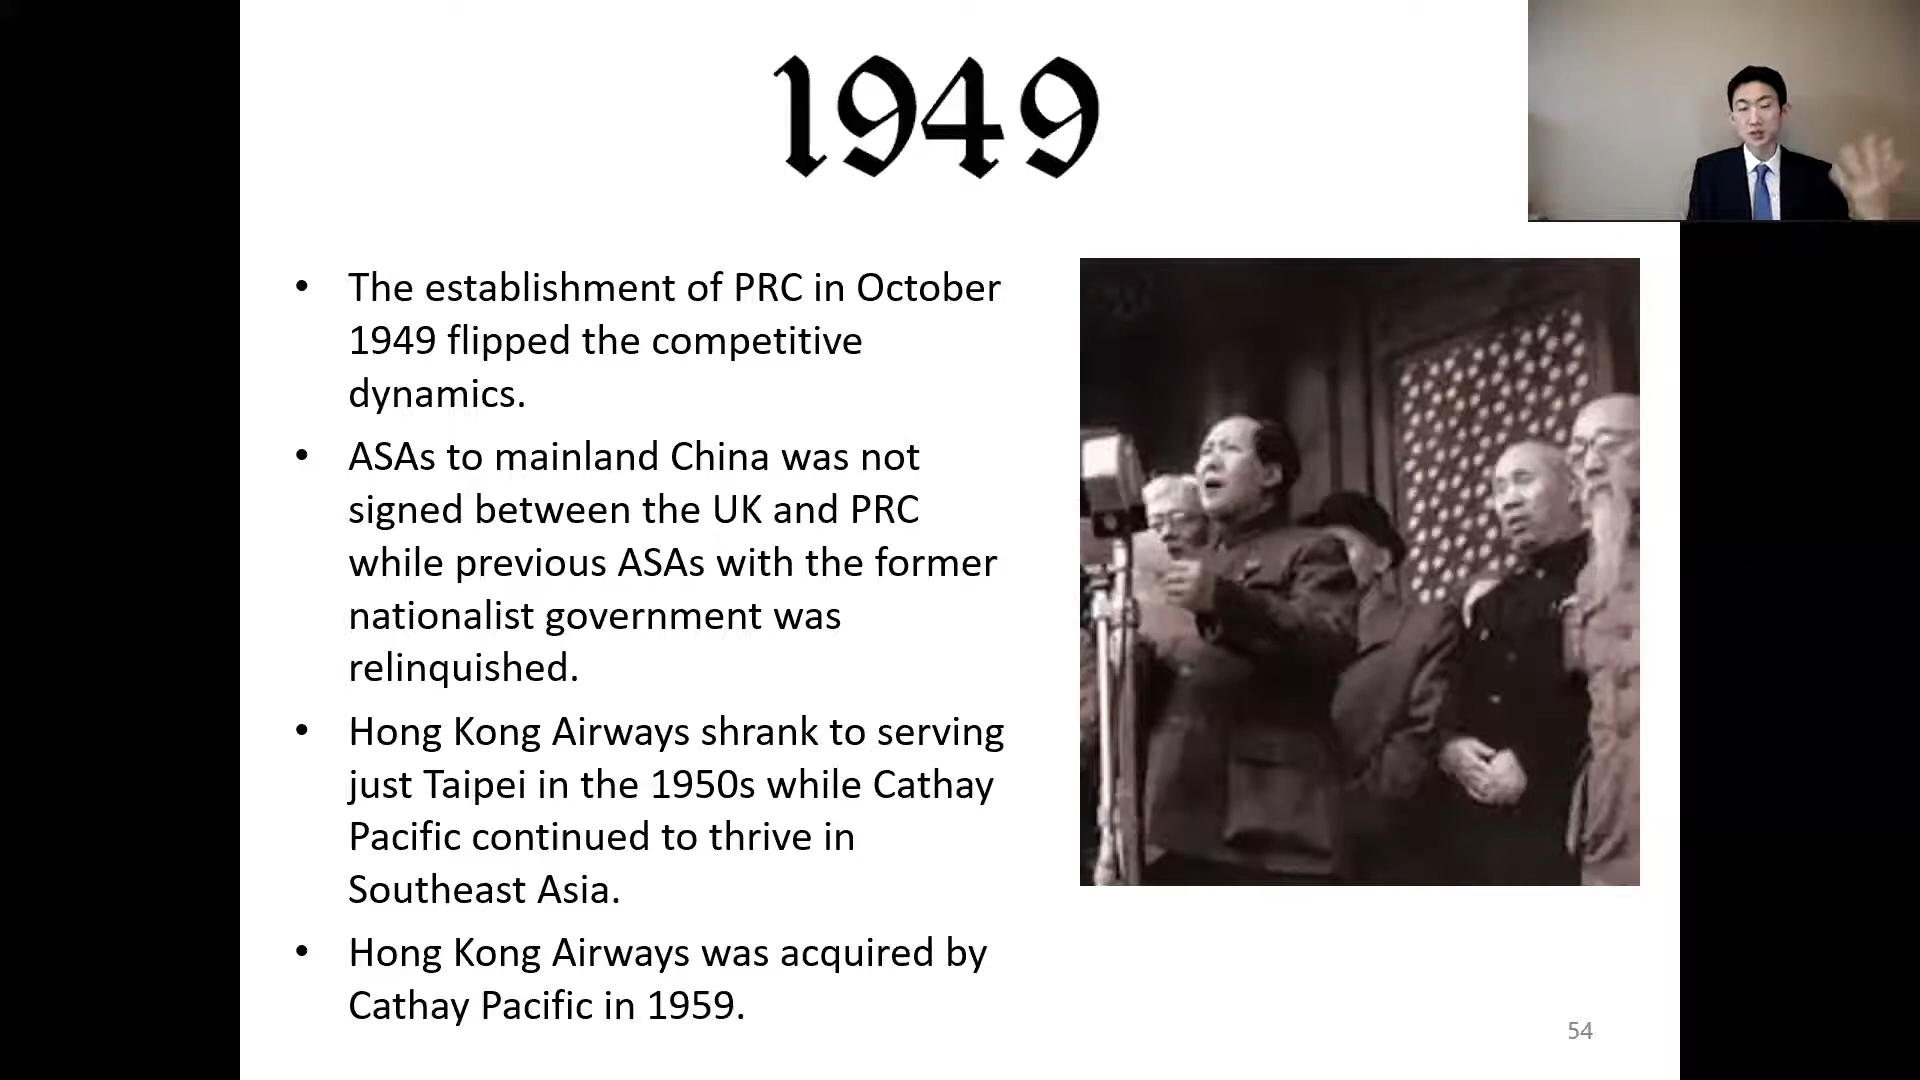 1949
• The establishment of PRC in October
1949 flipped the competitive
dynamics.
• ASAs to mainland China was not
signed between the UK and PRC
while previous ASAs with the former
nationalist government was
relinquished.
• Hong Kong Airways shrank to serving
just Taipei in the 1950s while Cathay
Pacific continued to thrive in
Southeast Asia.
• Hong Kong Airways was acquired by
Cathay Pacific in 1959.
54